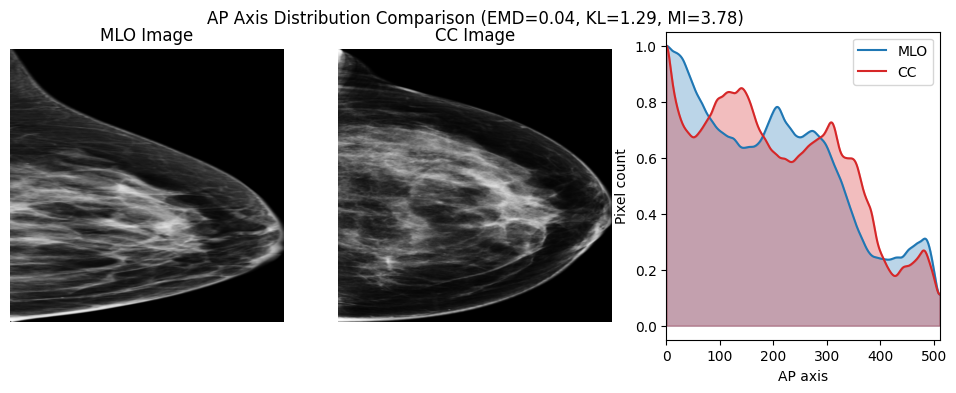 AP Axis Distribution Comparison (EMD=0.04, KL=1.29, MI=3.78)
MLO Image
CC Image
MLO
CC
Pixel count
1.0
0.8
0.6
0.4
0.2
0.0
0 100 200 300 400 500
AP axis